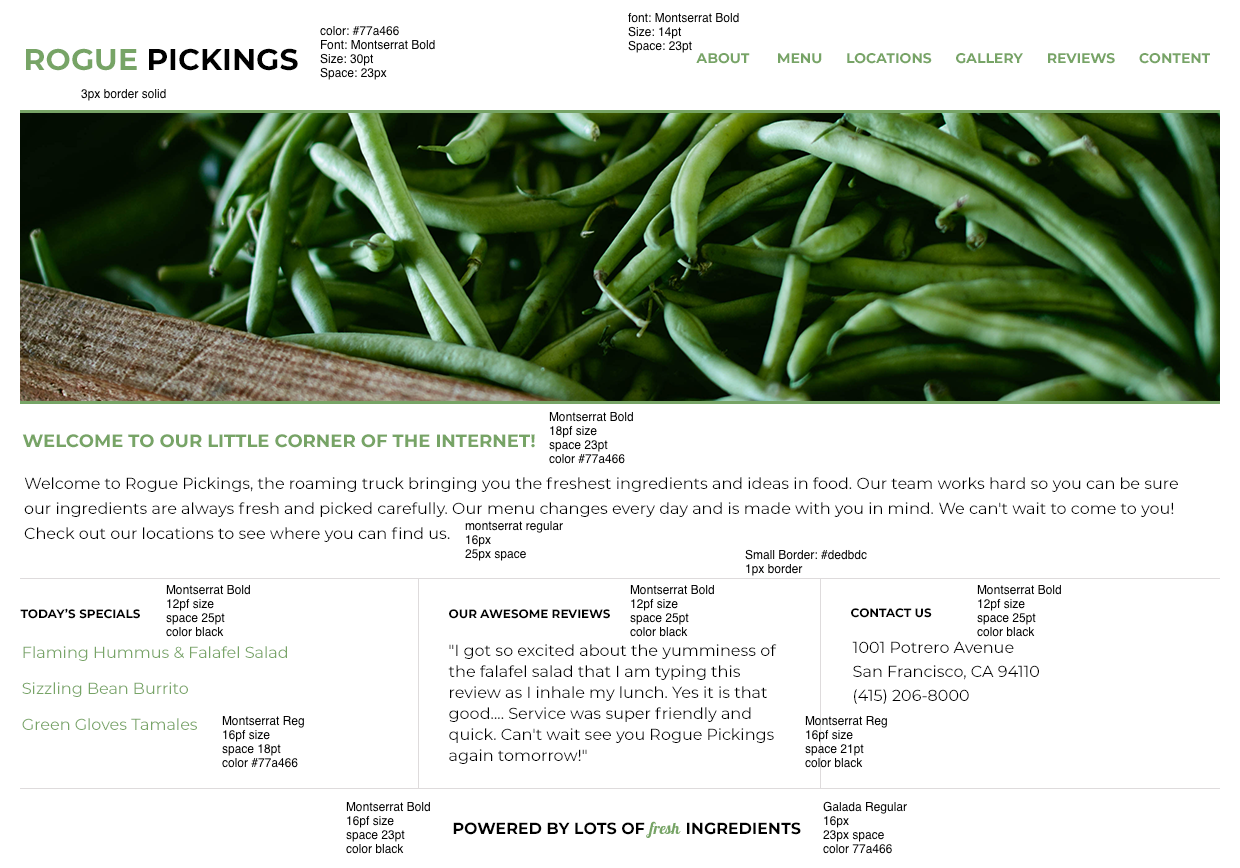 font: Montserrat Bold
Size: 14pt
Space: 23pt
color: #77a466
Font: Montserrat Bold
Size: 30pt
Space: 23px
ROGUE PICKINGS
ABOUT MENU LOCATIONS GALLERY REVIEWS CONTENT
3px border solid
Montserrat Bold
18pf size
space 23pt
color #77a466
WELCOME TO OUR LITTLE CORNER OF THE INTERNET!
Welcome to Rogue Pickings, the roaming truck bringing you the freshest ingredients and ideas in food. Our team works hard so you can be sure
our ingredients are always fresh and picked carefully. Our menu changes every day and is made with you in mind. We can't wait to come to you!
Check out our locations to see where you can find us.
montserrat regular
16px
25px space
Small Border: #dedbdc
1px border
TODAY'S SPECIALS
Montserrat Bold
12pf size
space 25pt
color black
Flaming Hummus & Falafel Salad
Sizzling Bean Burrito
Green Gloves Tamales
Montserrat Reg
16pf size
space 18pt
color #77a466
OUR AWESOME REVIEWS
Montserrat Bold
12pf size
space 25pt
color black
"I got so excited about the yumminess of
the falafel salad that I am typing this
review as I inhale my lunch. Yes it is that
good.... Service was super friendly and
quick. Can't wait see you Rogue Pickings
again tomorrow!"
CONTACT US
Montserrat Bold
12pf size
space 25pt
color black
1001 Potrero Avenue
San Francisco, CA 94110
(415) 206-8000
Montserrat Reg
16pf size
space 21pt
color black
Montserrat Bold
16pf size
space 23pt
color black
POWERED BY LOTS OF fresh INGREDIENTS
Galada Regular
16px
23px space
color 77a466